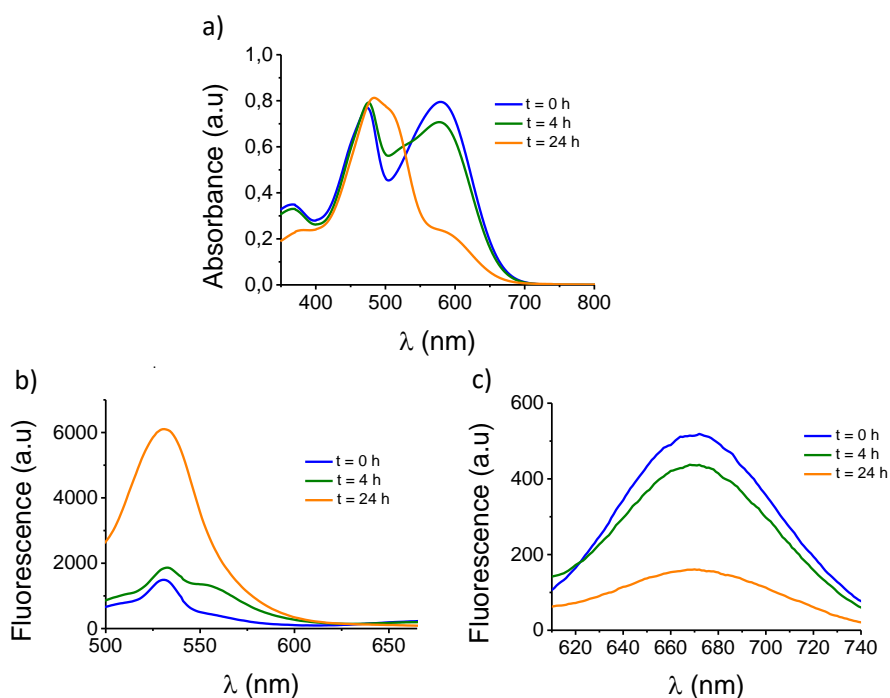 a)
Absorbance (a.u)
1,0
0,8
0,6
0,4
0,2
0,0
400 500 600 700 800
λ (nm)
t = 0 h
t = 4 h
t = 24 h
b)
Fluorescence (a.u)
6000
4000
2000
0
500 550 600 650
λ (nm)
t = 0 h
t = 4 h
t = 24 h
c)
Fluorescence (a.u)
600
400
200
0
620 640 660 680 700 720 740
λ (nm)
t = 0 h
t = 4 h
t = 24 h